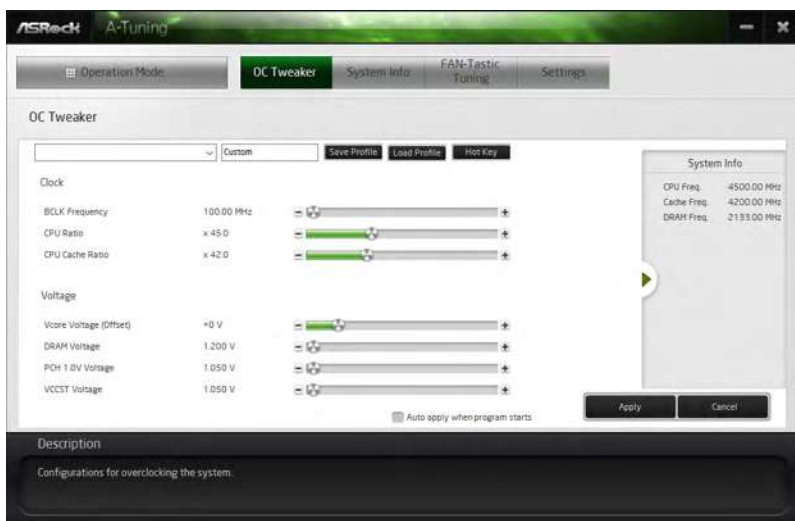 ASRock A-Tuning
Operation Mode OC Tweaker System Info FAN-Tastic Tuning Settings
OC Tweaker
Custom Save Profile Load Profile Hot Key
Clock
BCLK Frequency 100.00 MHz
CPU Ratio x 45.0
CPU Cache Ratio x 42.0
Voltage
Vcore Voltage (Offset) +0 V
DRAM Voltage 1.200 V
PCH 1.0V Voltage 1.050 V
VCCST Voltage 1.050 V
Auto apply when program starts
System Info
CPU Freq. 4500.00 MHz
Cache Freq. 4200.00 MHz
DRAM Freq. 2133.00 MHz
Apply Cancel
Description
Configurations for overclocking the system.